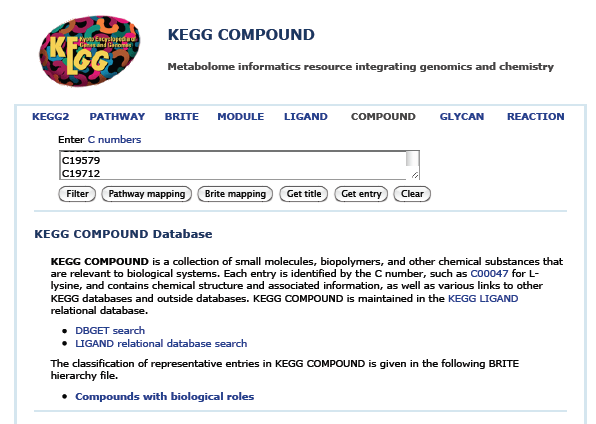 Kyoto Encyclopedia of
Genes and Genomes
KEGG
KEGG COMPOUND
Metabolome informatics resource integrating genomics and chemistry
KEGG2 PATHWAY BRITE MODULE LIGAND COMPOUND GLYCAN REACTION
Enter C numbers
C19579
C19712
Filter Pathway mapping Brite mapping Get title Get entry Clear
KEGG COMPOUND Database
KEGG COMPOUND is a collection of small molecules, biopolymers, and other chemical substances that
are relevant to biological systems. Each entry is identified by the C number, such as C00047 for L-
lysine, and contains chemical structure and associated information, as well as various links to other
KEGG databases and outside databases. KEGG COMPOUND is maintained in the KEGG LIGAND
relational database.
• DBGET search
• LIGAND relational database search
The classification of representative entries in KEGG COMPOUND is given in the following BRITE
hierarchy file.
• Compounds with biological roles